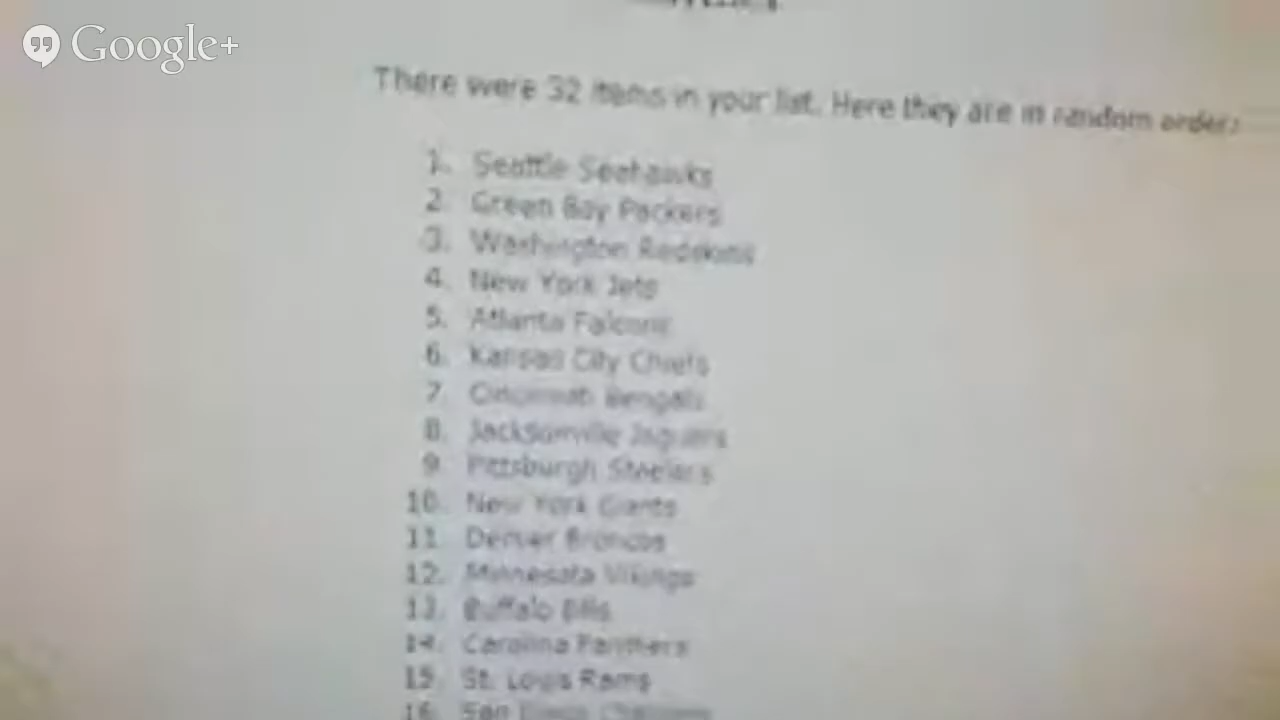 Google+
There were 32 items in your list. Here they are in random order:
1. Seattle Seahawks
2. Green Bay Packers
3. Washington Redskins
4. New York Jets
5. Atlanta Falcons
6. Kansas City Chiefs
7. Cincinnati Bengals
8. Jacksonville Jaguars
9. Pittsburgh Steelers
10. New York Giants
11. Denver Broncos
12. Minnesota Vikings
13. Buffalo Bills
14. Carolina Panthers
15. St. Louis Rams
16. San Diego Chargers